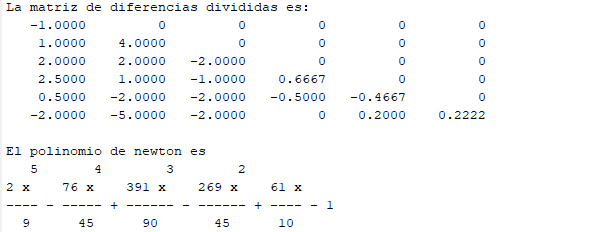 La matriz de diferencias divididas es:
-1.0000 0 0 0 0 0
1.0000 4.0000 0 0 0 0
2.0000 2.0000 -2.0000 0 0 0
2.5000 1.0000 -1.0000 0.6667 0 0
0.5000 -2.0000 -2.0000 -0.5000 -0.4667 0
-2.0000 -5.0000 -2.0000 0 0.2000 0.2222
El polinomio de newton es
5 4 3 2
2 x 76 x 391 x 269 x 61 x
---- - ----- + ------ - ------ + ---- - 1
9 45 90 45 10